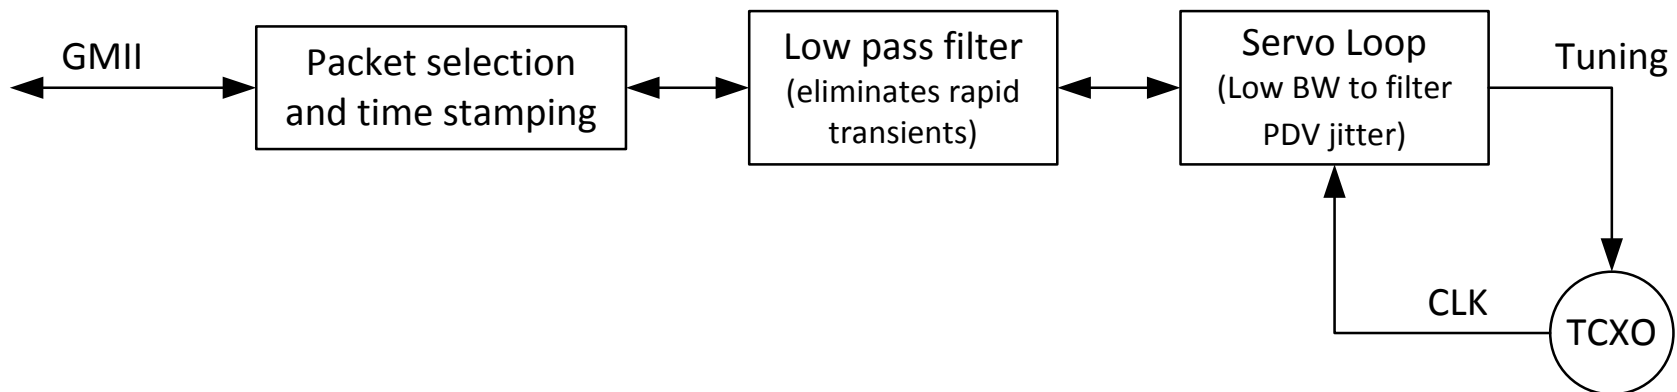 GMII
Packet selection
and time stamping
Low pass filter
(eliminates rapid
transients)
Servo Loop
(Low BW to filter
PDV jitter)
Tuning
CLK
TCXO